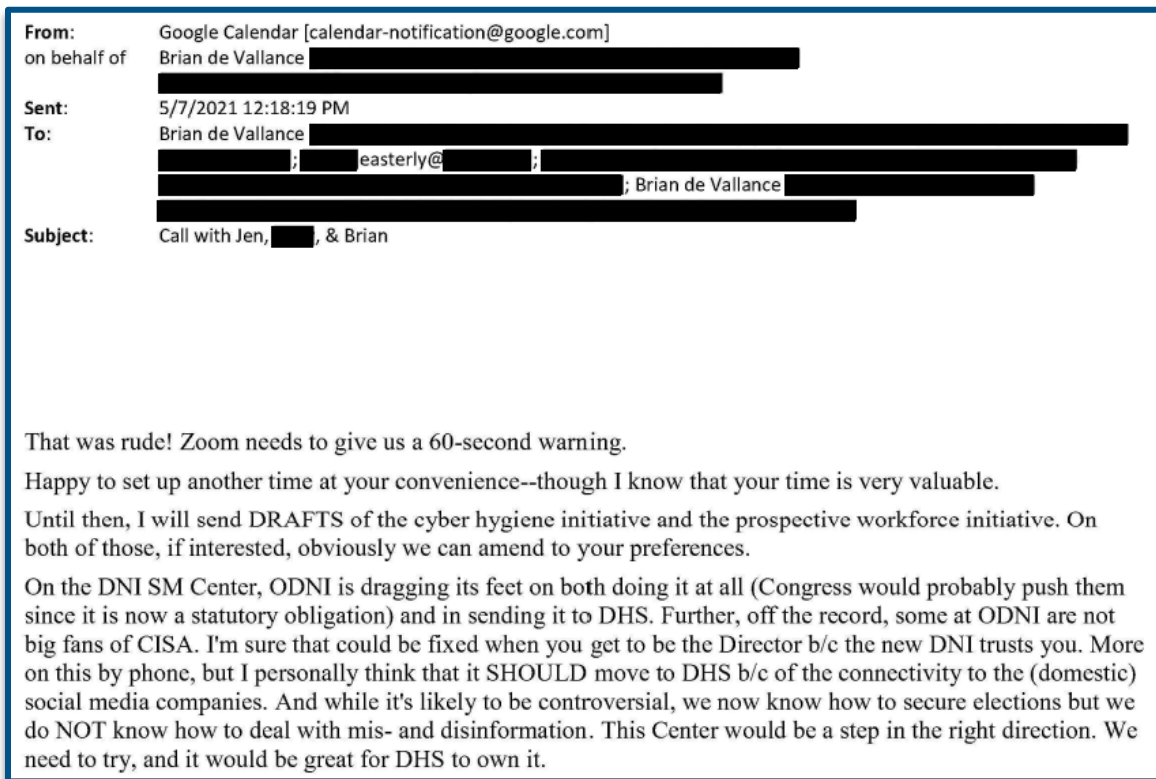 From: Google Calendar [calendar-notification@google.com]
on behalf of Brian de Vallance
Sent: 5/7/2021 12:18:19 PM
To: Brian de Vallance
; easterly@ ;
; Brian de Vallance
Subject: Call with Jen, , & Brian
That was rude! Zoom needs to give us a 60-second warning.
Happy to set up another time at your convenience--though I know that your time is very valuable.
Until then, I will send DRAFTS of the cyber hygiene initiative and the prospective workforce initiative. On
both of those, if interested, obviously we can amend to your preferences.
On the DNI SM Center, ODNI is dragging its feet on both doing it at all (Congress would probably push them
since it is now a statutory obligation) and in sending it to DHS. Further, off the record, some at ODNI are not
big fans of CISA. I'm sure that could be fixed when you get to be the Director b/c the new DNI trusts you. More
on this by phone, but I personally think that it SHOULD move to DHS b/c of the connectivity to the (domestic)
social media companies. And while it's likely to be controversial, we now know how to secure elections but we
do NOT know how to deal with mis- and disinformation. This Center would be a step in the right direction. We
need to try, and it would be great for DHS to own it.